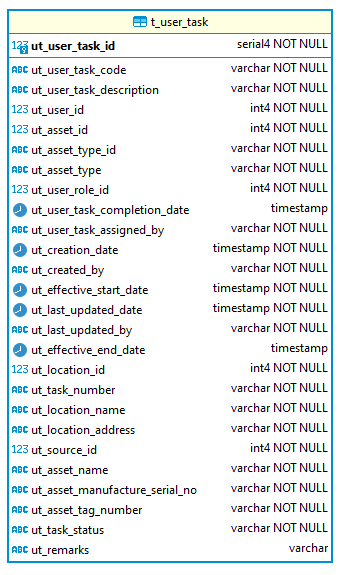 t_user_task
123 ut_user_task_id serial4 NOT NULL
ABC ut_user_task_code varchar NOT NULL
ABC ut_user_task_description varchar NOT NULL
123 ut_user_id int4 NOT NULL
123 ut_asset_id int4 NOT NULL
ABC ut_asset_type_id varchar NOT NULL
ABC ut_asset_type varchar NOT NULL
123 ut_user_role_id int4 NOT NULL
ut_user_task_completion_date timestamp
ABC ut_user_task_assigned_by varchar NOT NULL
ut_creation_date timestamp NOT NULL
ABC ut_created_by varchar NOT NULL
ut_effective_start_date timestamp NOT NULL
ut_last_updated_date timestamp NOT NULL
ABC ut_last_updated_by varchar NOT NULL
ut_effective_end_date timestamp
123 ut_location_id int4 NOT NULL
ABC ut_task_number varchar NOT NULL
ABC ut_location_name varchar NOT NULL
ABC ut_location_address varchar NOT NULL
123 ut_source_id int4 NOT NULL
ABC ut_asset_name varchar NOT NULL
ABC ut_asset_manufacture_serial_no varchar NOT NULL
ABC ut_asset_tag_number varchar NOT NULL
ABC ut_task_status varchar NOT NULL
ABC ut_remarks varchar